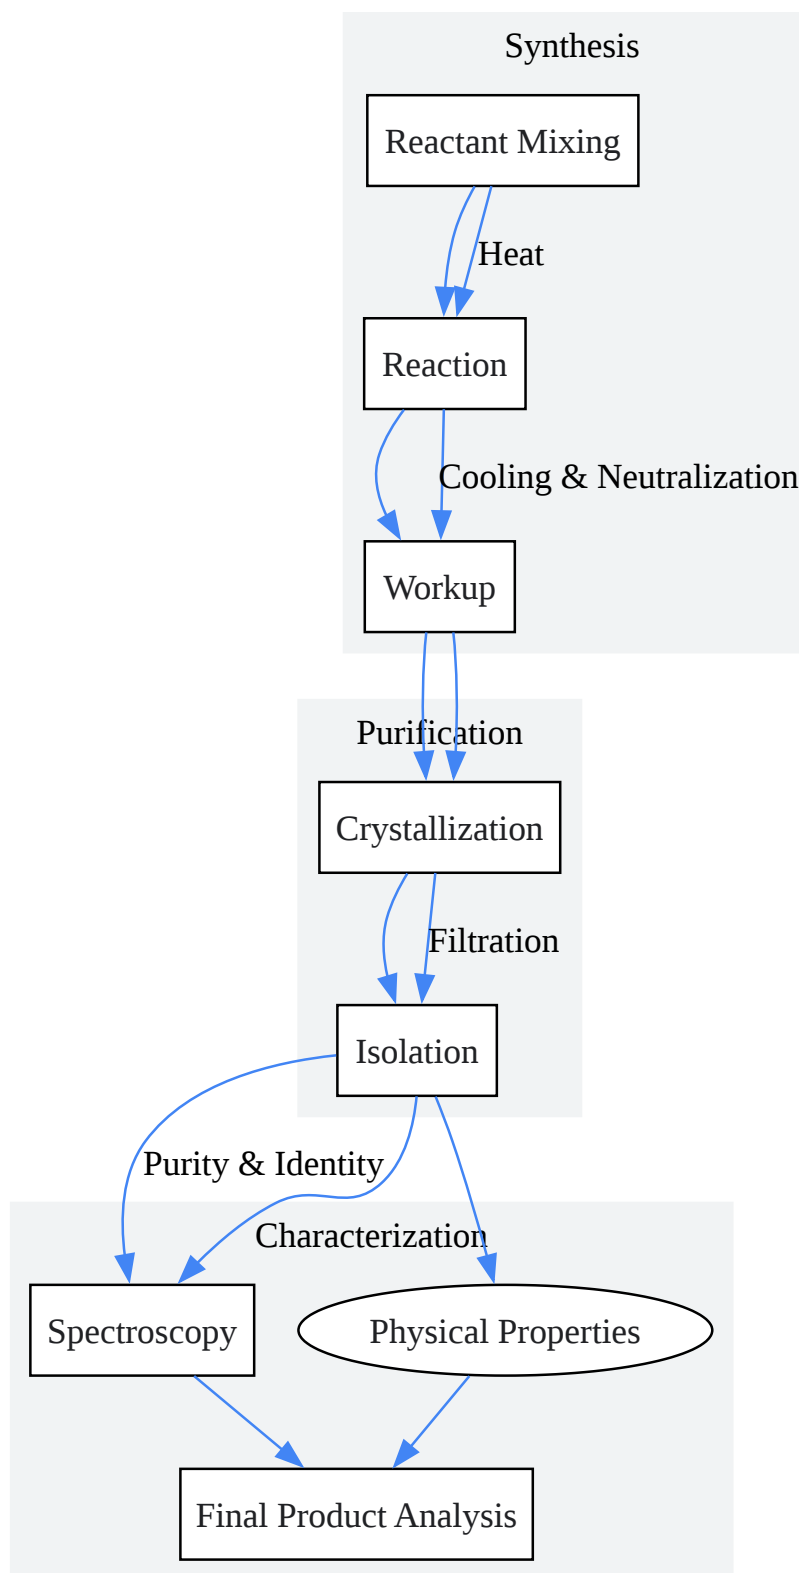 Synthesis
Reactant Mixing
Heat
Reaction
Cooling & Neutralization
Workup
Purification
Crystallization
Filtration
Isolation
Purity & Identity
Characterization
Spectroscopy
Physical Properties
Final Product Analysis